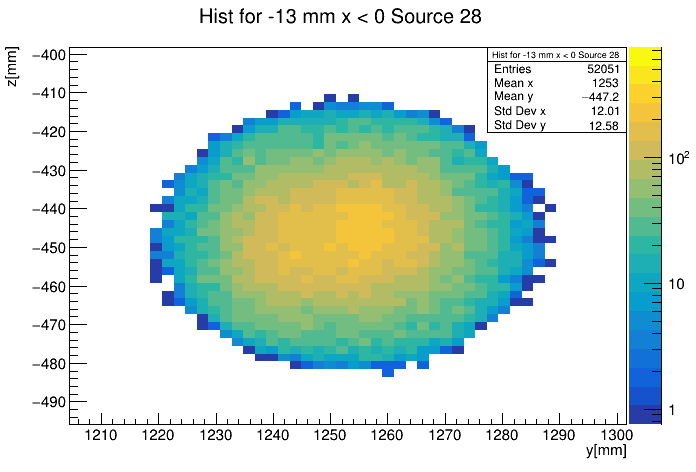 Hist for -13 mm x < 0 Source 28
z[mm]
−400
−410
−420
−430
−440
−450
−460
−470
−480
−490
Hist for -13 mm x < 0 Source 28
Entries 52051
Mean x 1253
Mean y −447.2
Std Dev x 12.01
Std Dev y 12.58
10²
10
1
1210 1220 1230 1240 1250 1260 1270 1280 1290 1300
y[mm]